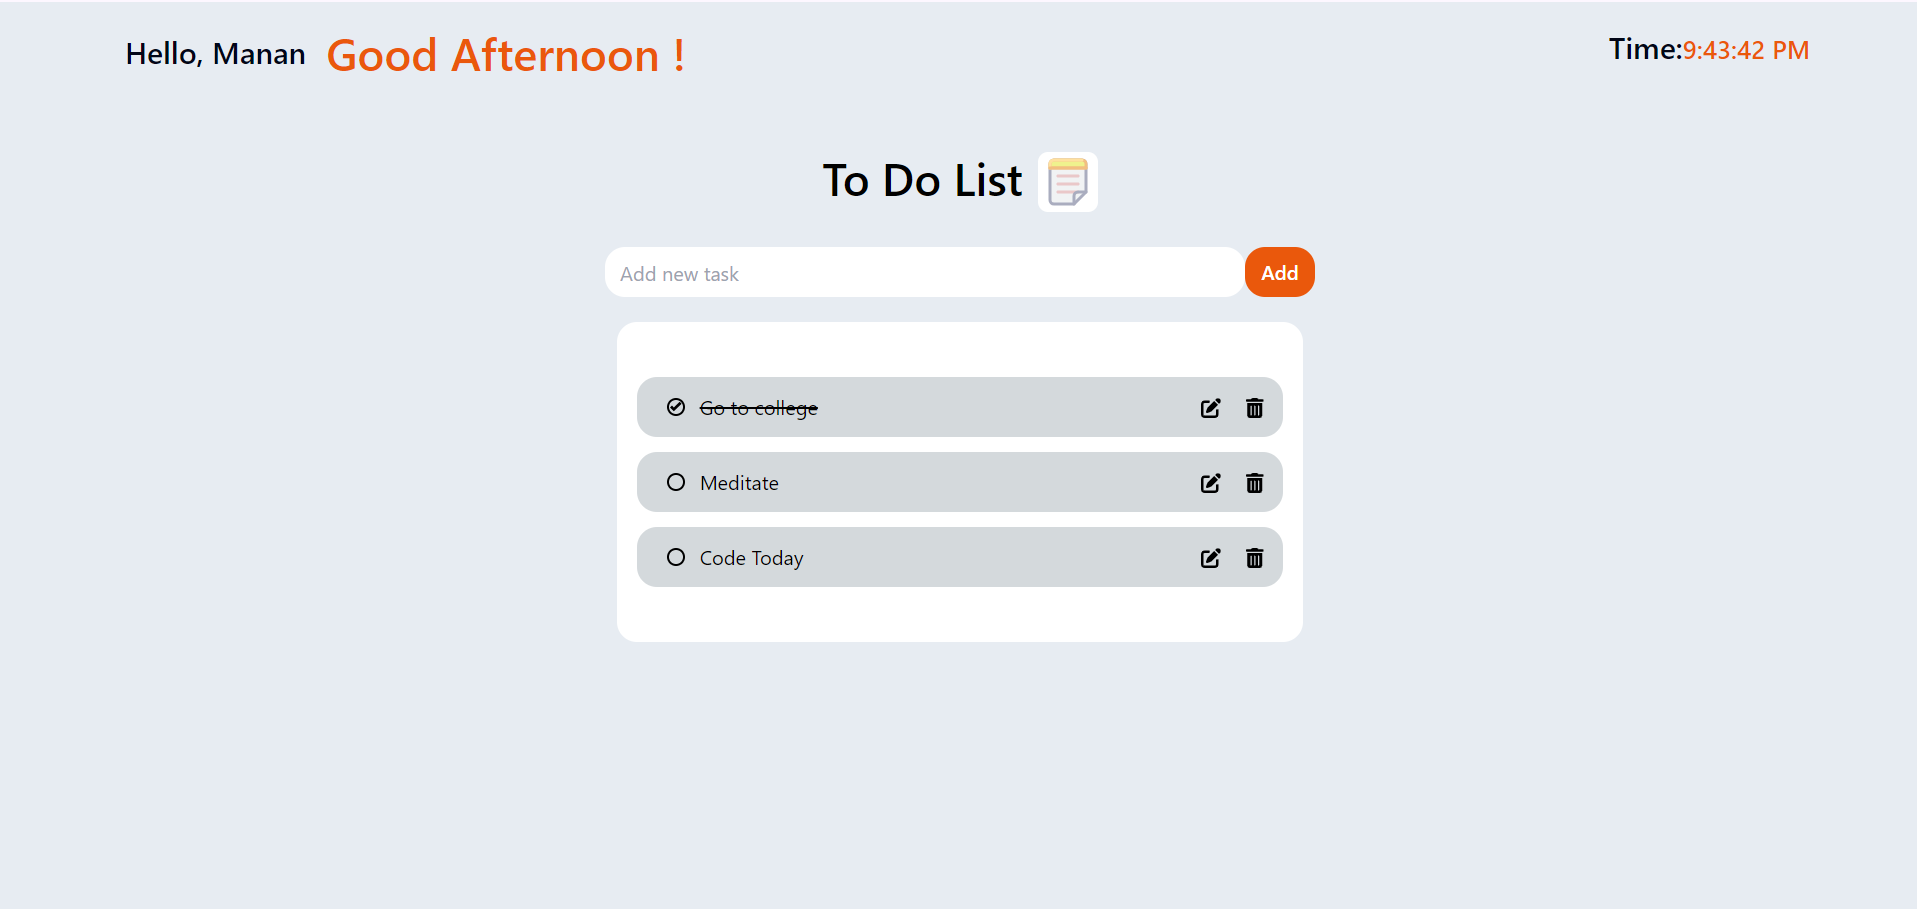 Hello, Manan Good Afternoon !
Time:9:43:42 PM
To Do List
Add new task
Add
Go to college
Meditate
Code Today